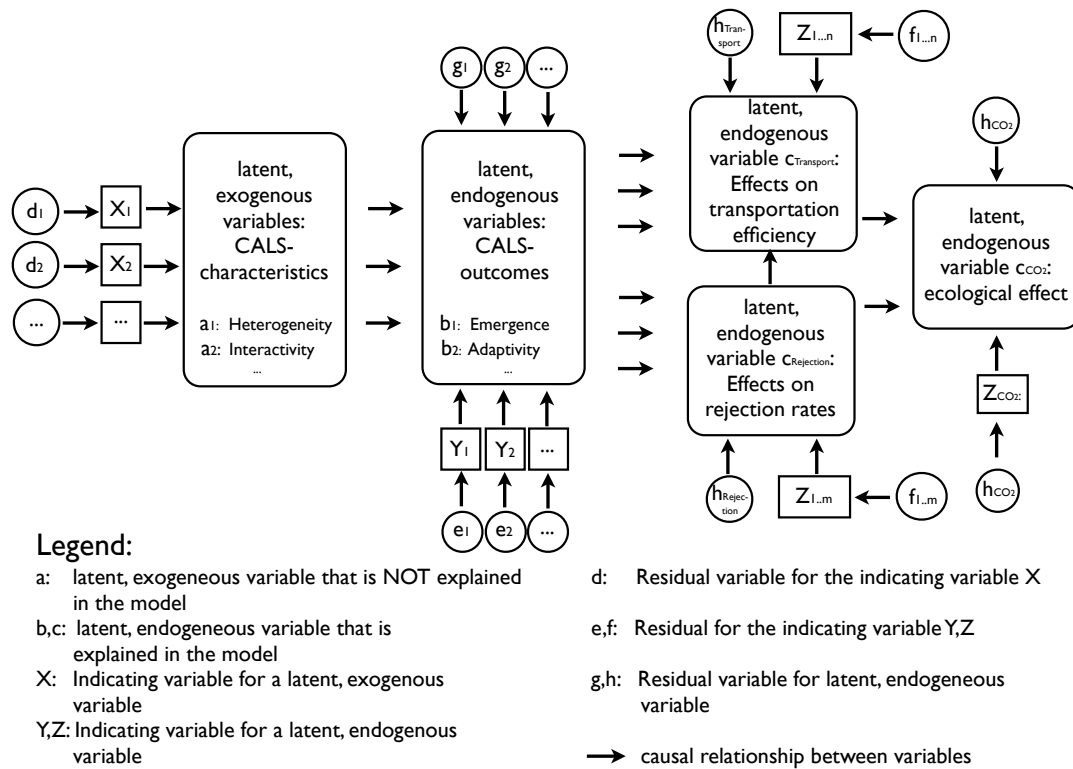 g1 g2 ...
hTran-
sport
Z1...n
f1...n
hCO2
d1
X1
d2
X2
...
...
latent,
exogenous
variables:
CALS-
characteristics
a1: Heterogeneity
a2: Interactivity
...
latent,
endogenous
variables:
CALS-
outcomes
b1: Emergence
b2: Adaptivity
...
Y1 Y2 ...
e1 e2 ...
latent,
endogenous
variable cTransport:
Effects on
transportation
efficiency
latent,
endogenous
variable cRejection:
Effects on
rejection rates
hRejec-
tion
Z1..m
f1..m
latent,
endogenous
variable cCO2:
ecological effect
ZCO2:
hCO2
Legend:
a: latent, exogeneous variable that is NOT explained
in the model
b,c: latent, endogeneous variable that is
explained in the model
X: Indicating variable for a latent, exogenous
variable
Y,Z: Indicating variable for a latent, endogenous
variable
d: Residual variable for the indicating variable X
e,f: Residual for the indicating variable Y,Z
g,h: Residual variable for latent, endogeneous
variable
causal relationship between variables